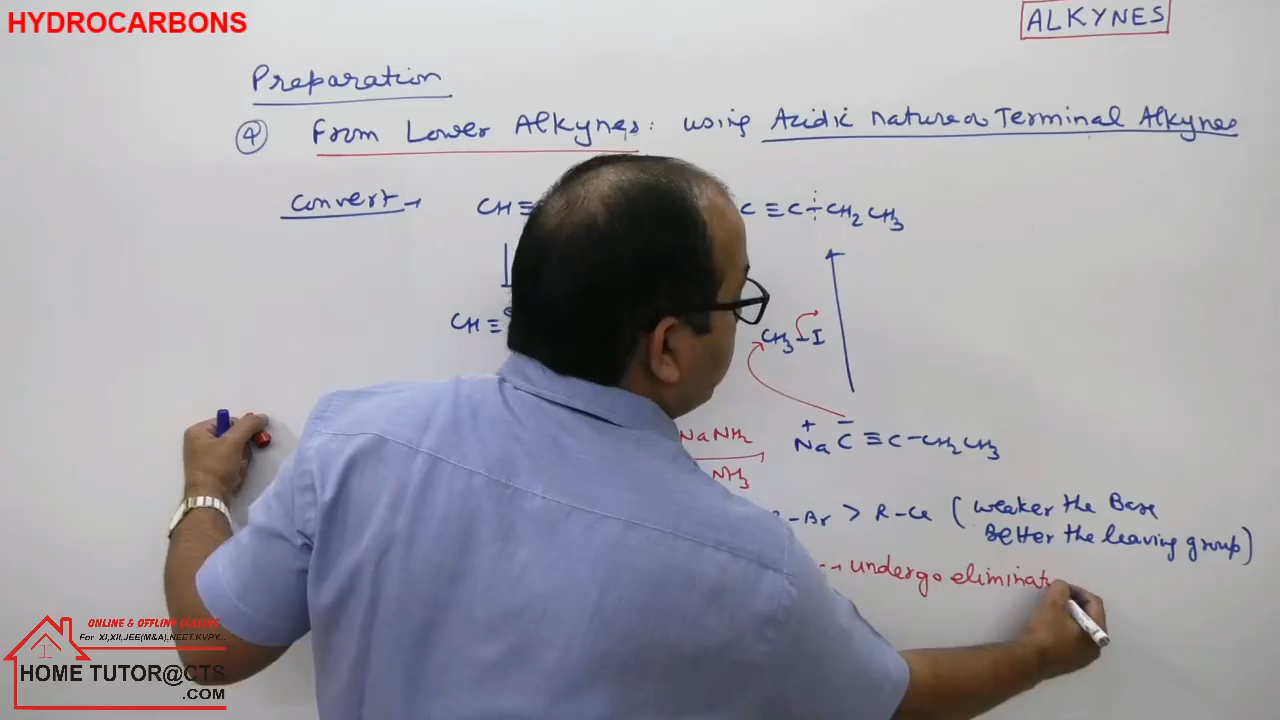 HYDROCARBONS
ALKYNES
Preparation
④ From Lower Alkynes: using Acidic nature Terminal Alkynes
Convert → CH≡ C≡C-CH2CH3
CH≡ CH3-I
NaNH2
NH3
+ -
Na C≡C-CH2CH3
-Br > R-Cl (weaker the Base
Better the leaving group)
→ undergo eliminat
ONLINE & OFFLINE CLASSES
For XI,XII,JEE(M&A),NEET,KVPY...
HOME TUTOR@CTS
.COM